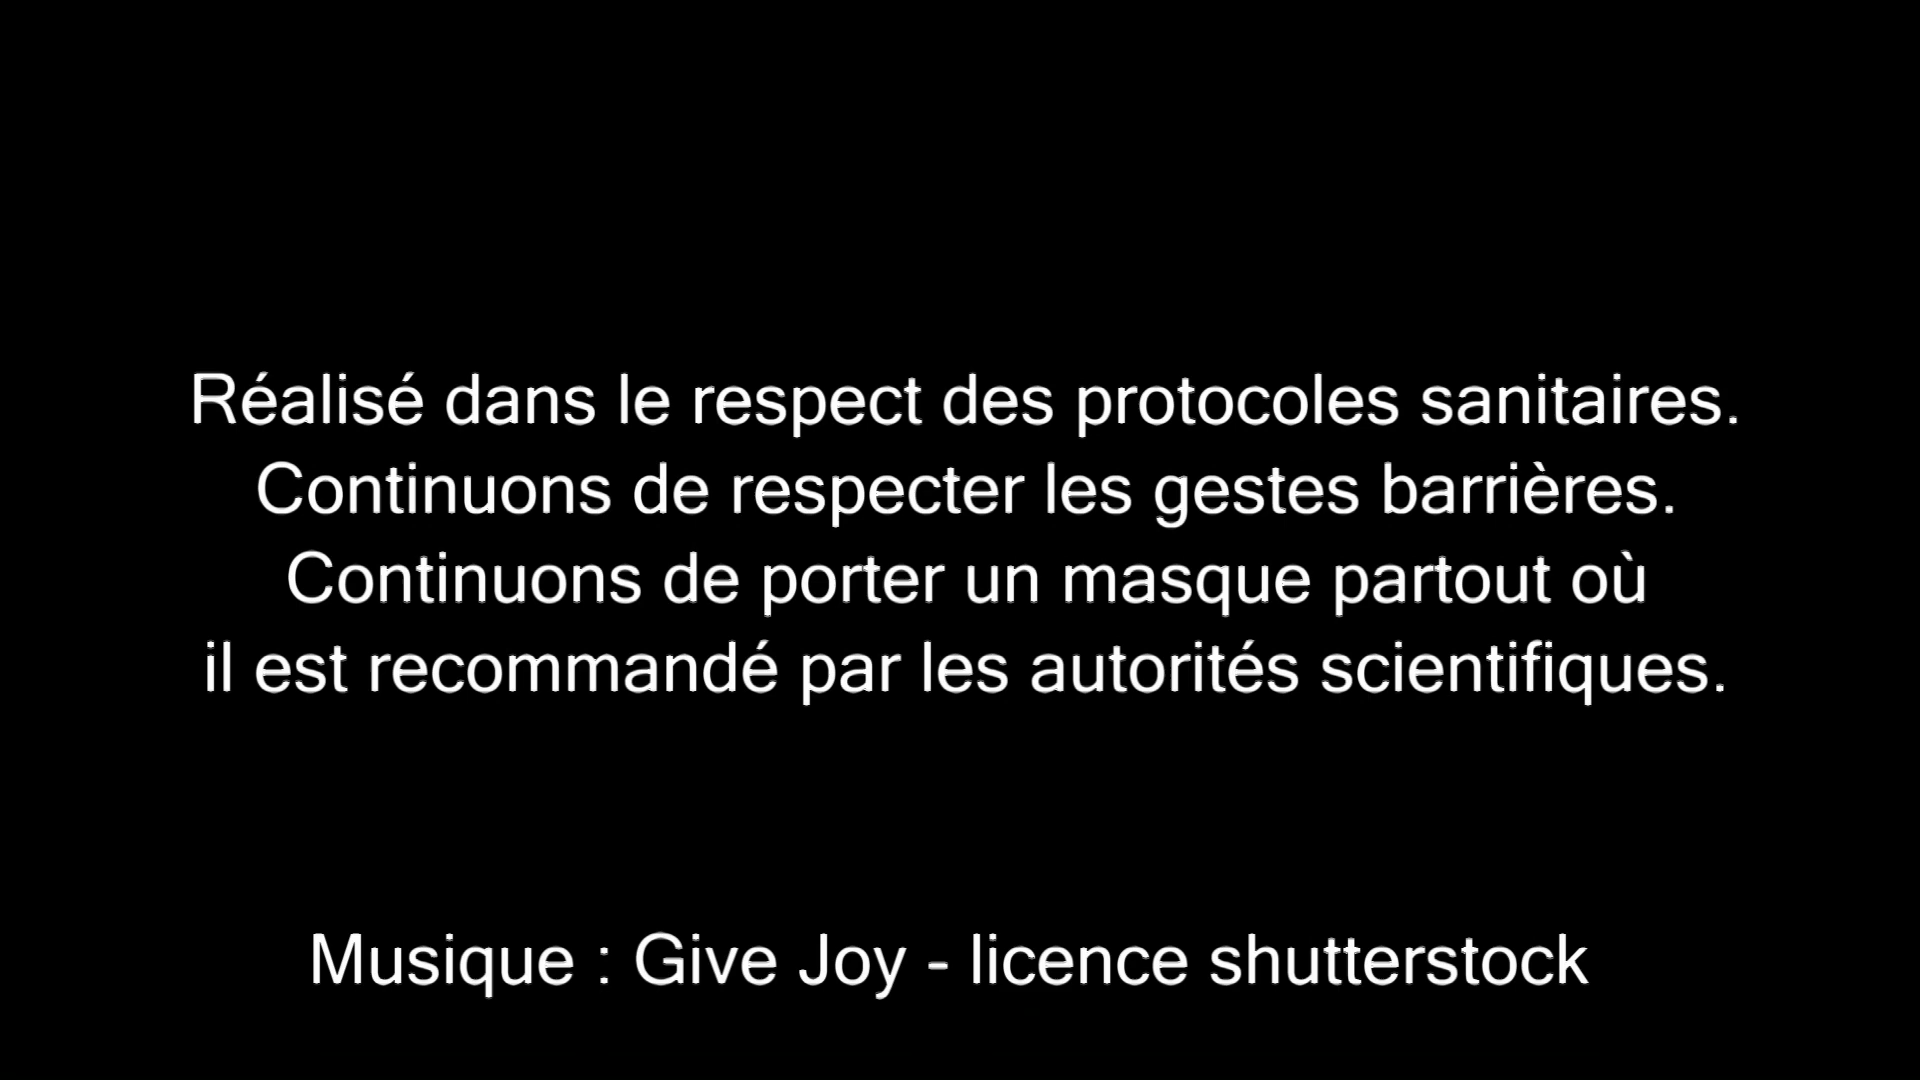 Réalisé dans le respect des protocoles sanitaires.
Continuons de respecter les gestes barrières.
Continuons de porter un masque partout où
il est recommandé par les autorités scientifiques.
Musique : Give Joy - licence shutterstock